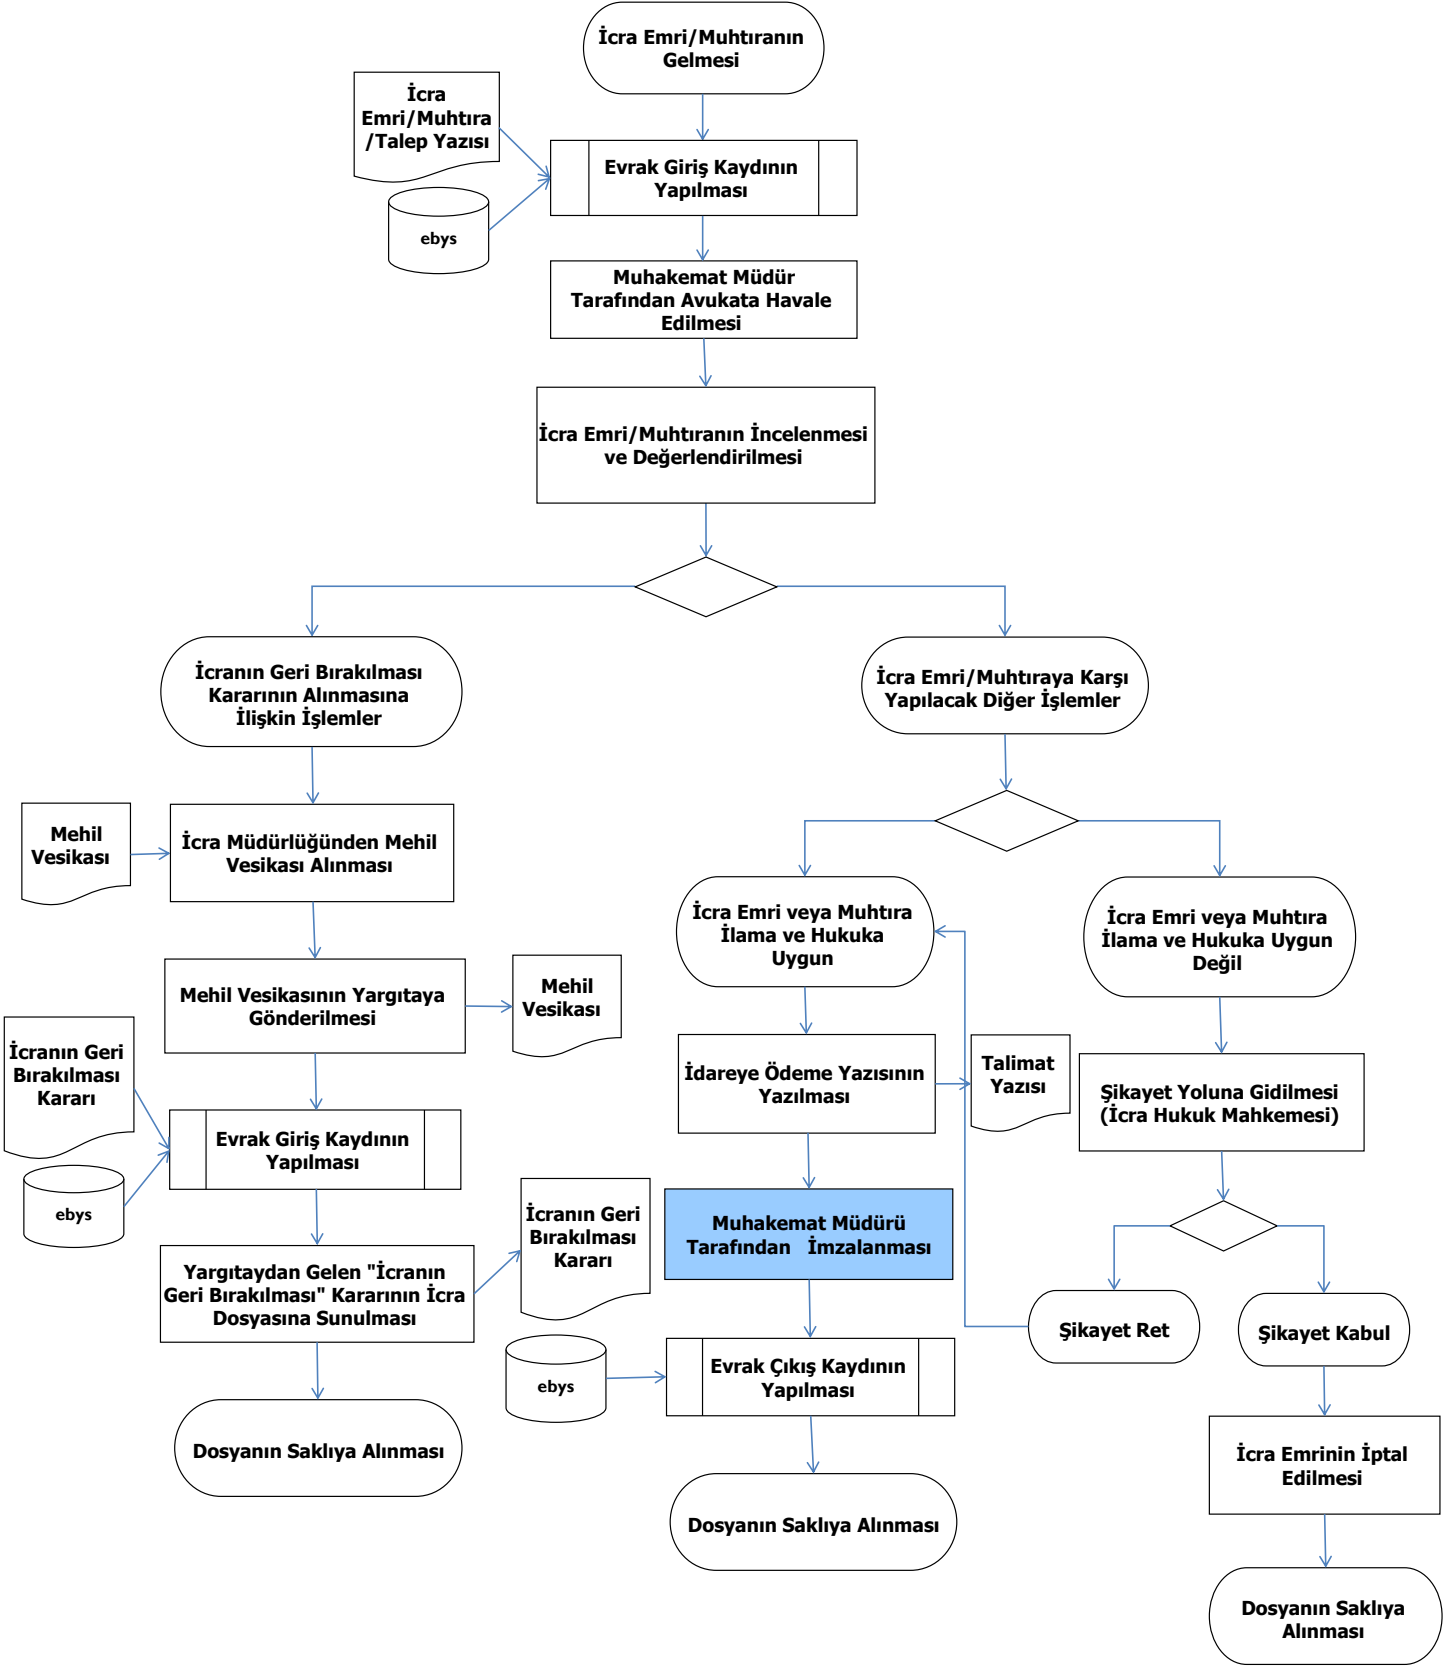 İcra Emri/Muhtıranın
Gelmesi
İcra
Emri/Muhtıra
/Talep Yazısı
Evrak Giriş Kaydının
Yapılması
ebys
Muhakemat Müdür
Tarafından Avukata Havale
Edilmesi
İcra Emri/Muhtıranın İncelenmesi
ve Değerlendirilmesi
İcranın Geri Bırakılması
Kararının Alınmasına
İlişkin İşlemler
İcra Emri/Muhtıraya Karşı
Yapılacak Diğer İşlemler
Mehil
Vesikası
İcra Müdürlüğünden Mehil
Vesikası Alınması
İcra Emri veya Muhtıra
İlama ve Hukuka
Uygun
İcra Emri veya Muhtıra
İlama ve Hukuka Uygun
Değil
Mehil Vesikasının Yargıtaya
Gönderilmesi
Mehil
Vesikası
İcranın Geri
Bırakılması
Kararı
İdareye Ödeme Yazısının
Yazılması
Talimat
Yazısı
Şikayet Yoluna Gidilmesi
(İcra Hukuk Mahkemesi)
Evrak Giriş Kaydının
Yapılması
ebys
İcranın Geri
Bırakılması
Kararı
Muhakemat Müdürü
Tarafından İmzalanması
Yargıtaydan Gelen "İcranın
Geri Bırakılması" Kararının İcra
Dosyasına Sunulması
Şikayet Ret
Şikayet Kabul
ebys
Evrak Çıkış Kaydının
Yapılması
Dosyanın Saklıya Alınması
İcra Emrinin İptal
Edilmesi
Dosyanın Saklıya Alınması
Dosyanın Saklıya
Alınması